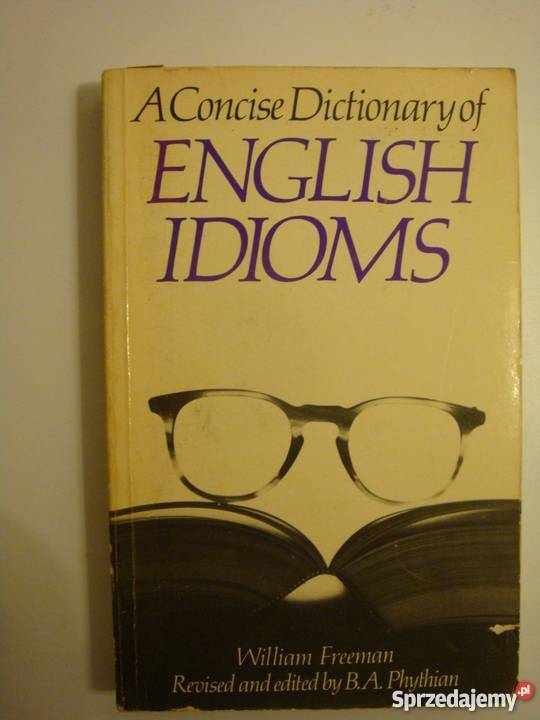 A Concise Dictionary of
ENGLISH
IDIOMS
William Freeman
Revised and edited by B.A. Phythian
Sprzedajemy.pl